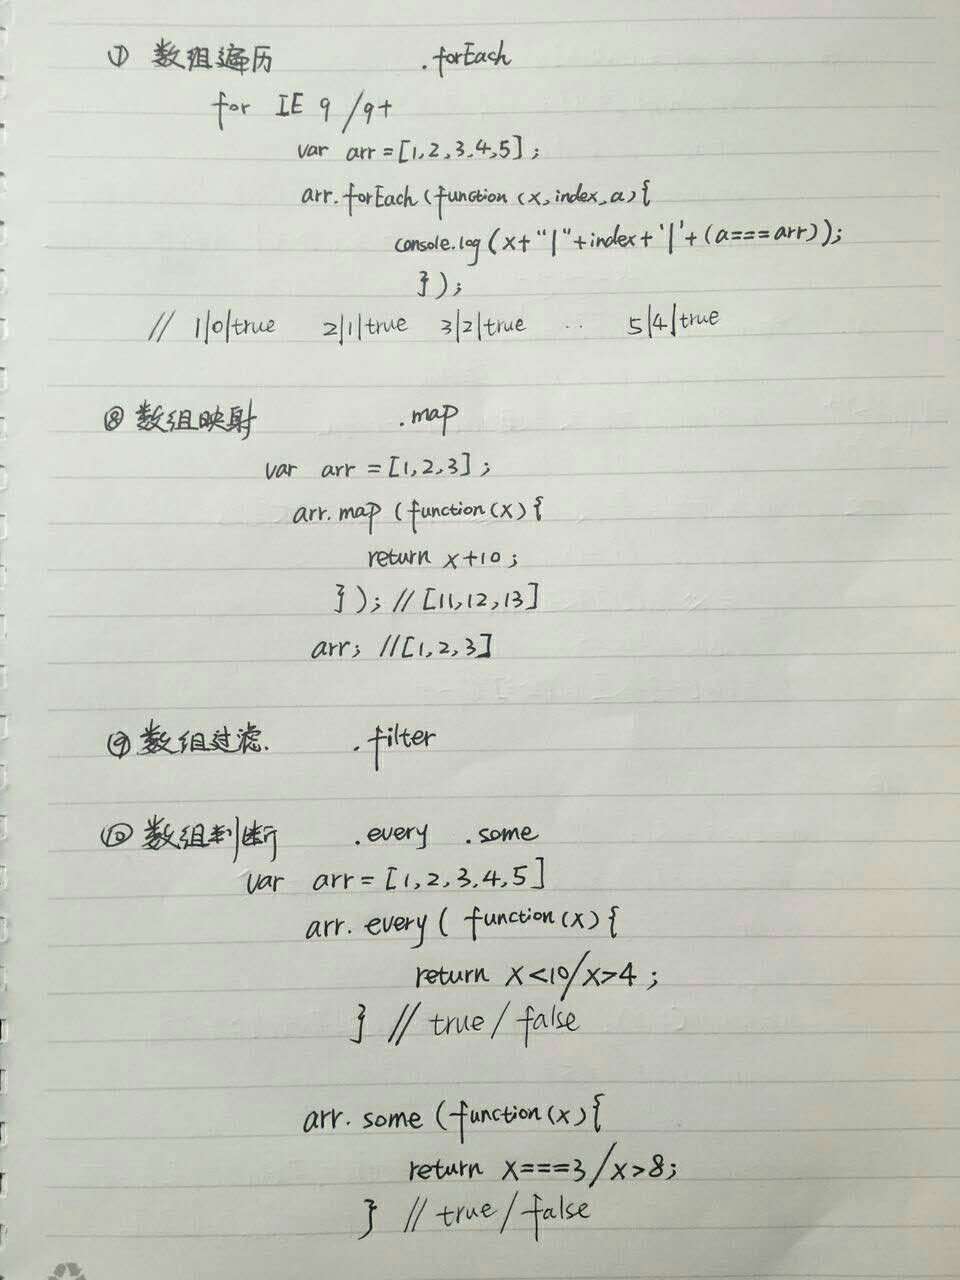 ⑦ 数组遍历 .forEach
for IE 9/9+
var arr=[1,2,3,4,5];
arr.forEach(function(x,index,a){
console.log(x+"|"+index+'|'+(a===arr));
});
// 1|0|true 2|1|true 3|2|true .. 5|4|true
⑧ 数组映射 .map
var arr=[1,2,3];
arr.map(function(x){
return x+10;
}); //[11,12,13]
arr; //[1,2,3]
⑨ 数组过滤. .filter
⑩ 数组判断 .every .some
var arr=[1,2,3,4,5]
arr.every(function(x){
return x<10/x>4;
} // true/false
arr.some(function(x){
return x===3/x>8;
} // true/false